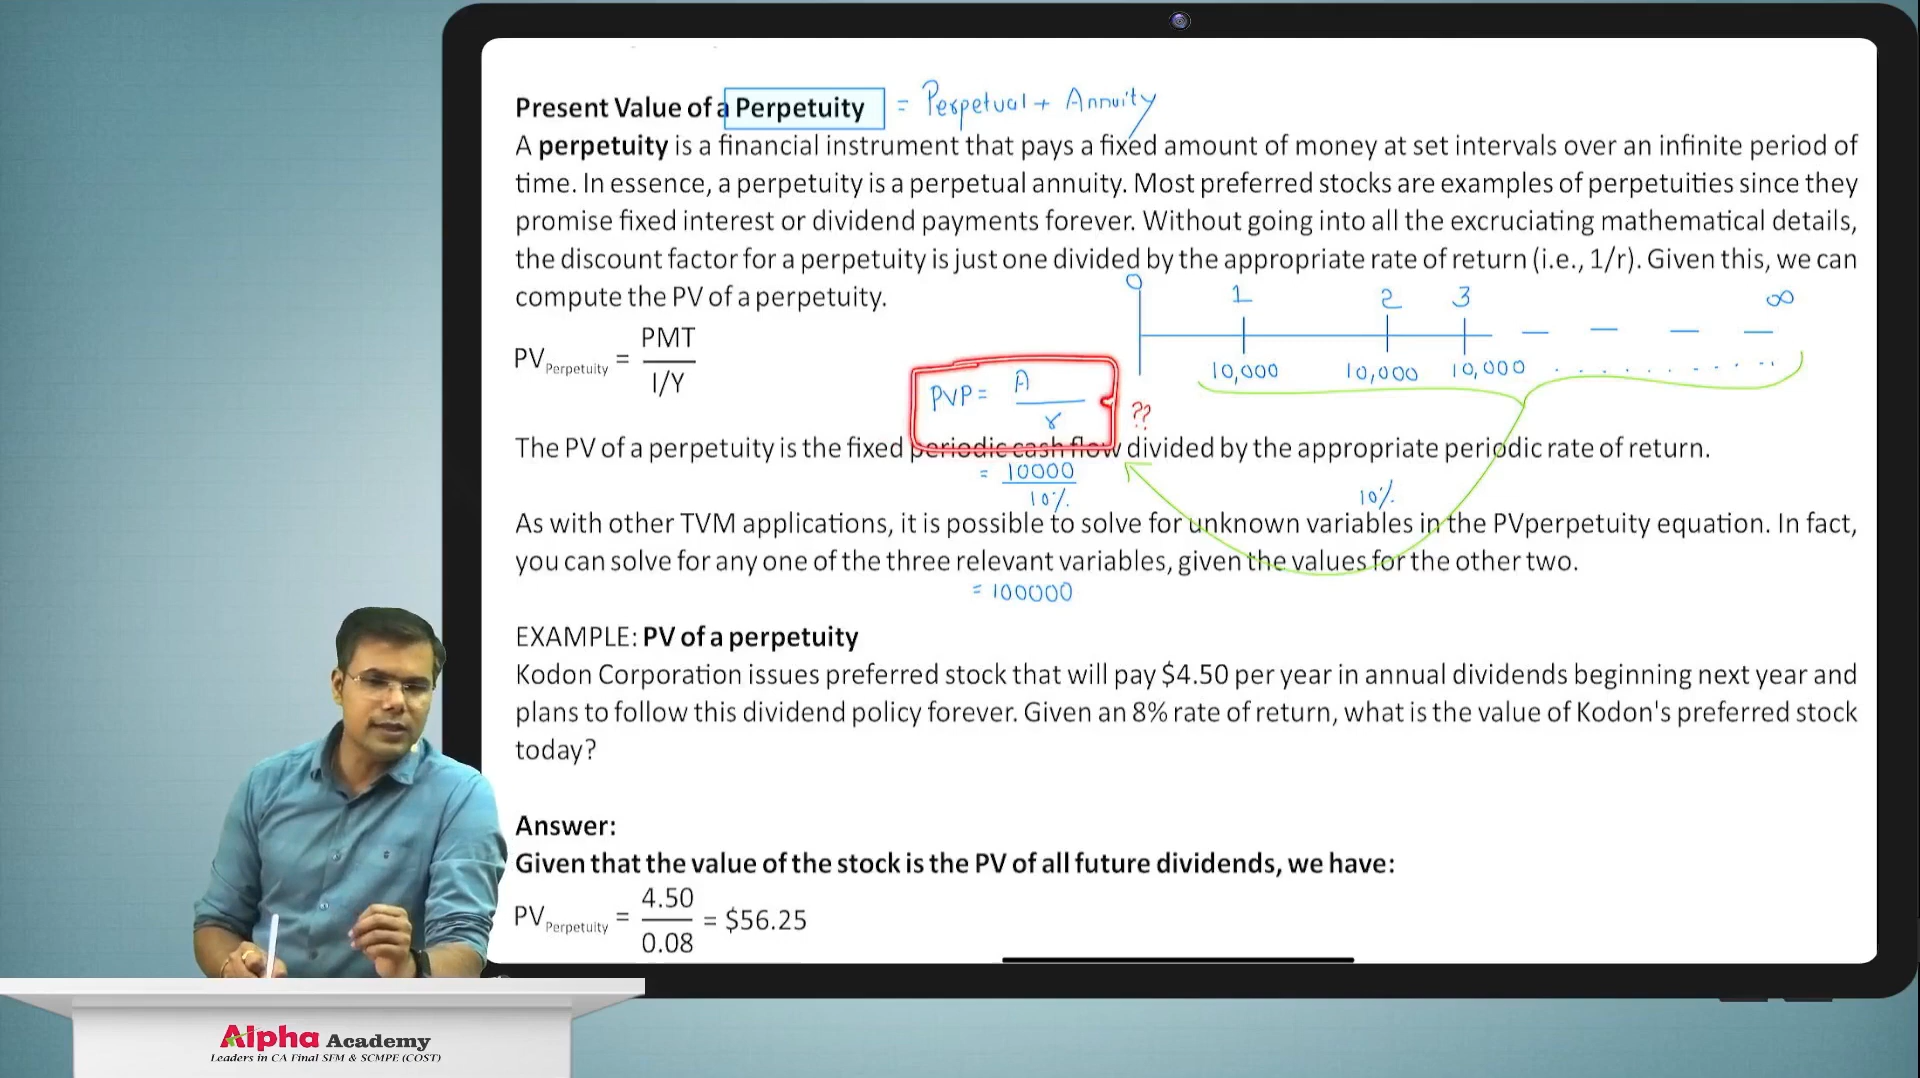 Present Value of a Perpetuity = Perpetual + Annuity
A perpetuity is a financial instrument that pays a fixed amount of money at set intervals over an infinite period of
time. In essence, a perpetuity is a perpetual annuity. Most preferred stocks are examples of perpetuities since they
promise fixed interest or dividend payments forever. Without going into all the excruciating mathematical details,
the discount factor for a perpetuity is just one divided by the appropriate rate of return (i.e., 1/r). Given this, we can
compute the PV of a perpetuity.
0 1 2 3 ∞
10,000 10,000 10,000 . . . . . . . . . . . .
PV Perpetuity = PMT / I/Y
PVP = A / r
??
The PV of a perpetuity is the fixed periodic cash flow divided by the appropriate periodic rate of return.
= 10000 / 10%
10%
As with other TVM applications, it is possible to solve for unknown variables in the PVperpetuity equation. In fact,
you can solve for any one of the three relevant variables, given the values for the other two.
= 100000
EXAMPLE: PV of a perpetuity
Kodon Corporation issues preferred stock that will pay $4.50 per year in annual dividends beginning next year and
plans to follow this dividend policy forever. Given an 8% rate of return, what is the value of Kodon's preferred stock
today?
Answer:
Given that the value of the stock is the PV of all future dividends, we have:
PV Perpetuity = 4.50 / 0.08 = $56.25
Alpha Academy
Leaders in CA Final SFM & SCMPE (COST)